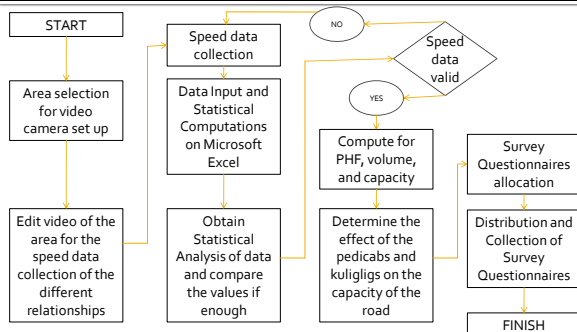 START
Area selection
for video
camera set up
Edit video of the
area for the
speed data
collection of the
different
relationships
Speed data
collection
Data Input and
Statistical
Computations
on Microsoft
Excel
Obtain
Statistical
Analysis of data
and compare
the values if
enough
NO
Speed
data
valid
YES
Compute for
PHF, volume,
and capacity
Determine the
effect of the
pedicabs and
kuligligs on the
capacity of the
road
Survey
Questionnaires
allocation
Distribution and
Collection of
Survey
Questionnaires
FINISH